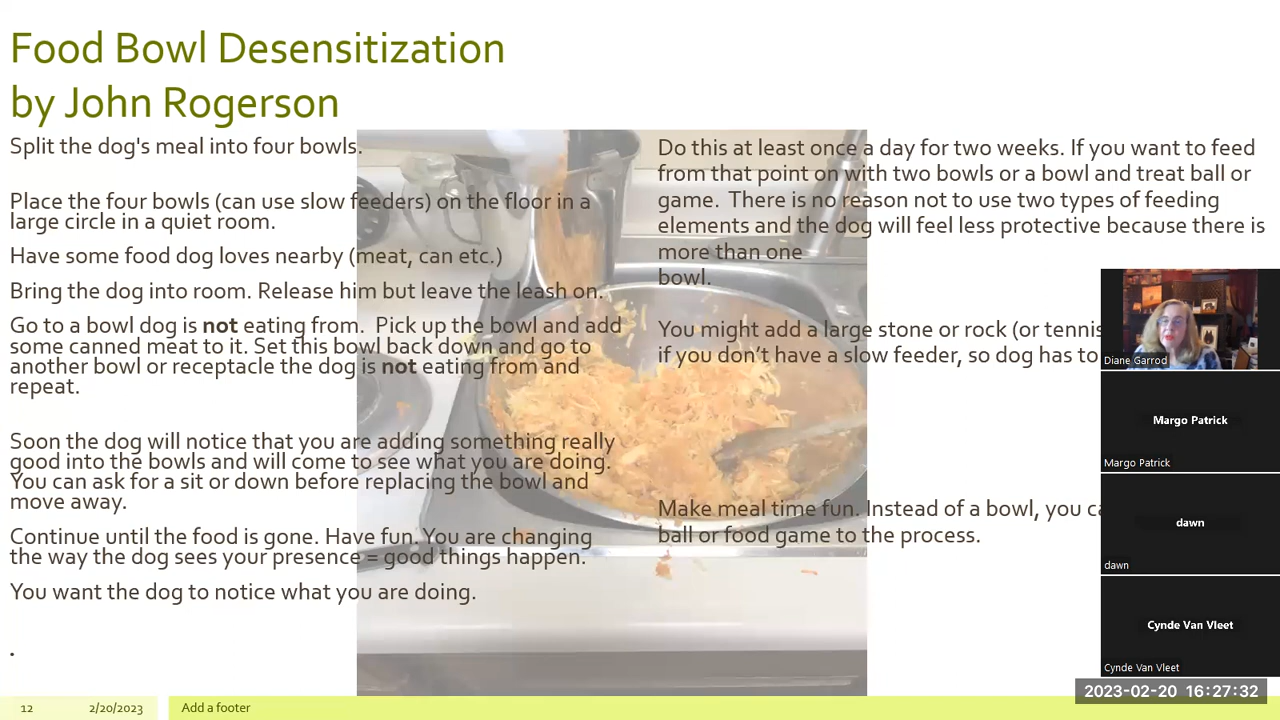 Food Bowl Desensitization
by John Rogerson
Split the dog's meal into four bowls.
Place the four bowls (can use slow feeders) on the floor in a
large circle in a quiet room.
Have some food dog loves nearby (meat, can etc.)
Bring the dog into room. Release him but leave the leash on.
Go to a bowl dog is not eating from.  Pick up the bowl and add
some canned meat to it. Set this bowl back down and go to
another bowl or receptacle the dog is not eating from and
repeat.
Soon the dog will notice that you are adding something really
good into the bowls and will come to see what you are doing.
You can ask for a sit or down before replacing the bowl and
move away.
Continue until the food is gone. Have fun. You are changing
the way the dog sees your presence = good things happen.
You want the dog to notice what you are doing.
.
Do this at least once a day for two weeks. If you want to feed
from that point on with two bowls or a bowl and treat ball or
game.  There is no reason not to use two types of feeding
elements and the dog will feel less protective because there is
more than one
bowl.
You might add a large stone or rock (or tennis
if you don't have a slow feeder, so dog has to
Make meal time fun. Instead of a bowl, you
ball or food game to the process.
Diane Garrod
Margo Patrick
Margo Patrick
dawn
dawn
Cynde Van Vleet
Cynde Van Vleet
2023-02-20 16:27:32
12
2/20/2023
Add a footer